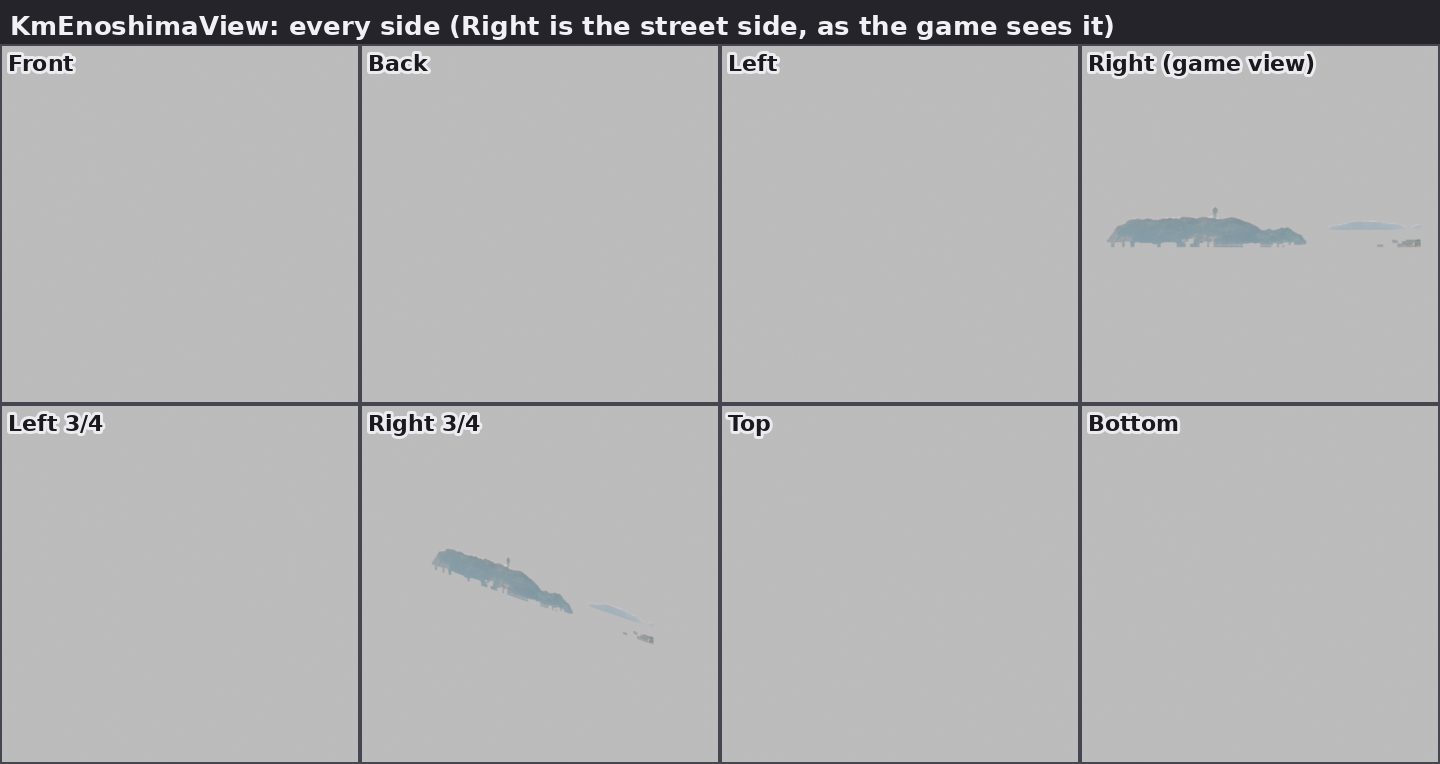 KmEnoshimaView: every side (Right is the street side, as the game sees it)
Front
Back
Left
Right (game view)
Left 3/4
Right 3/4
Top
Bottom